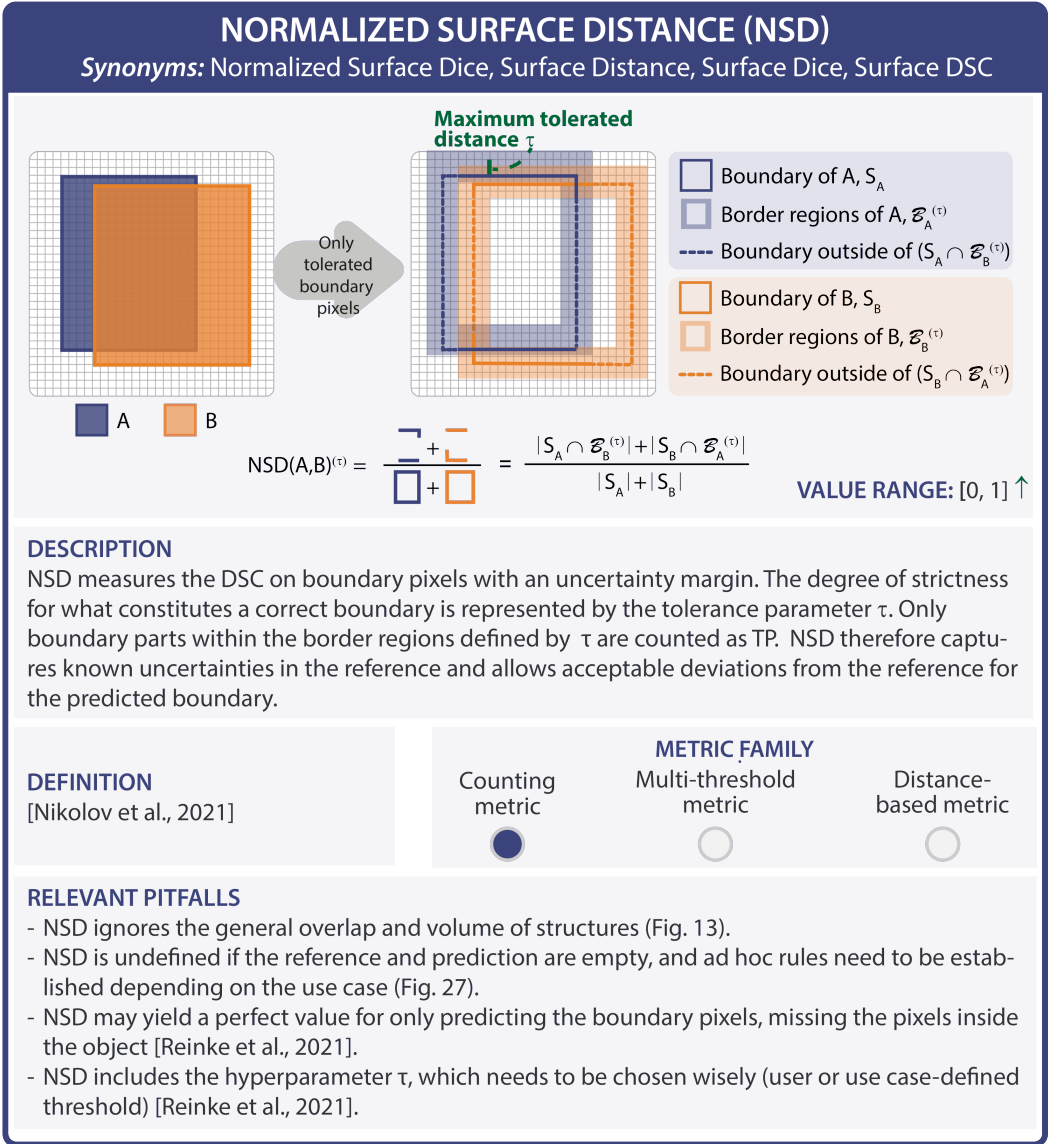 NORMALIZED SURFACE DISTANCE (NSD)
Synonyms: Normalized Surface Dice, Surface Distance, Surface Dice, Surface DSC
Maximum tolerated
distance τ
Only
tolerated
boundary
pixels
Boundary of A, S_A
Border regions of A, ℬ_A^(τ)
Boundary outside of (S_A ∩ ℬ_B^(τ))
Boundary of B, S_B
Border regions of B, ℬ_B^(τ)
Boundary outside of (S_B ∩ ℬ_A^(τ))
A B
NSD(A,B)^(τ) = + / + = |S_A ∩ ℬ_B^(τ)|+|S_B ∩ ℬ_A^(τ)| / |S_A|+|S_B|
VALUE RANGE: [0, 1] ↑
DESCRIPTION
NSD measures the DSC on boundary pixels with an uncertainty margin. The degree of strictness
for what constitutes a correct boundary is represented by the tolerance parameter τ. Only
boundary parts within the border regions defined by τ are counted as TP. NSD therefore captu-
res known uncertainties in the reference and allows acceptable deviations from the reference for
the predicted boundary.
DEFINITION
[Nikolov et al., 2021]
METRIC FAMILY
Counting
metric
Multi-threshold
metric
Distance-
based metric
RELEVANT PITFALLS
- NSD ignores the general overlap and volume of structures (Fig. 13).
- NSD is undefined if the reference and prediction are empty, and ad hoc rules need to be estab-
lished depending on the use case (Fig. 27).
- NSD may yield a perfect value for only predicting the boundary pixels, missing the pixels inside
the object [Reinke et al., 2021].
- NSD includes the hyperparameter τ, which needs to be chosen wisely (user or use case-defined
threshold) [Reinke et al., 2021].